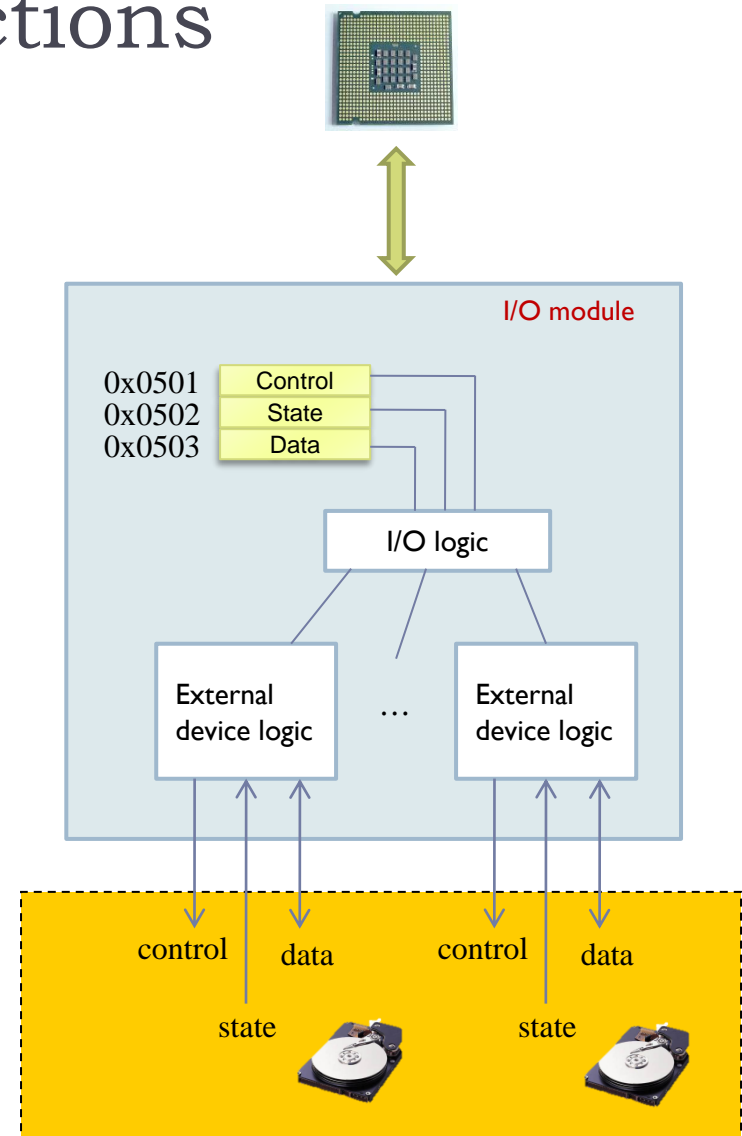 ctions
I/O module
0x0501 Control
0x0502 State
0x0503 Data
I/O logic
External
device logic
...
External
device logic
control
data
control
data
state
state